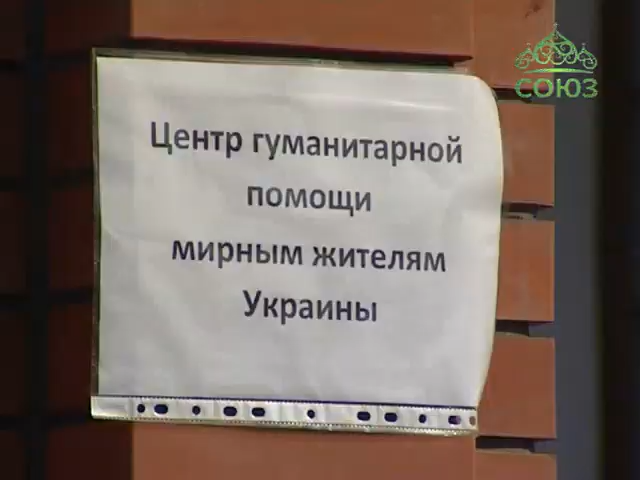 СОЮЗ
Центр гуманитарной
помощи
мирным жителям
Украины